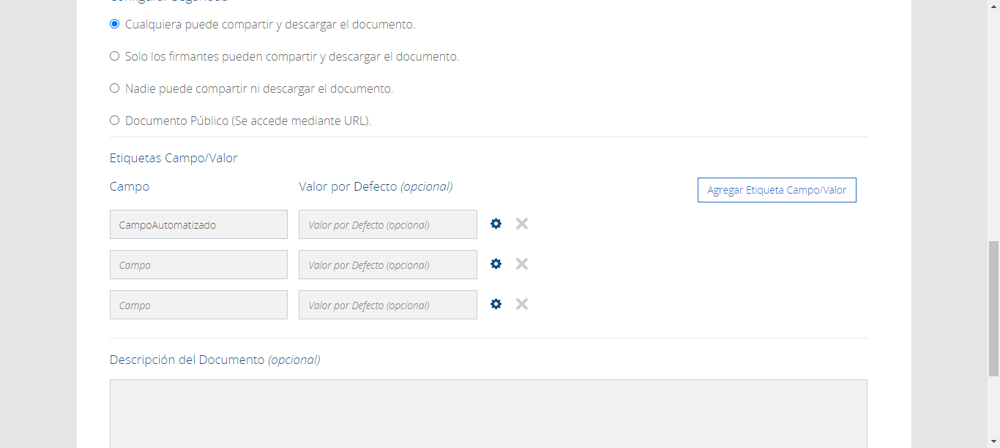 Configurar Seguridad
Cualquiera puede compartir y descargar el documento.
Solo los firmantes pueden compartir y descargar el documento.
Nadie puede compartir ni descargar el documento.
Documento Público (Se accede mediante URL).
Etiquetas Campo/Valor
Campo
Valor por Defecto (opcional)
Agregar Etiqueta Campo/Valor
CampoAutomatizado
Valor por Defecto (opcional)
Campo
Valor por Defecto (opcional)
Campo
Valor por Defecto (opcional)
Descripción del Documento (opcional)